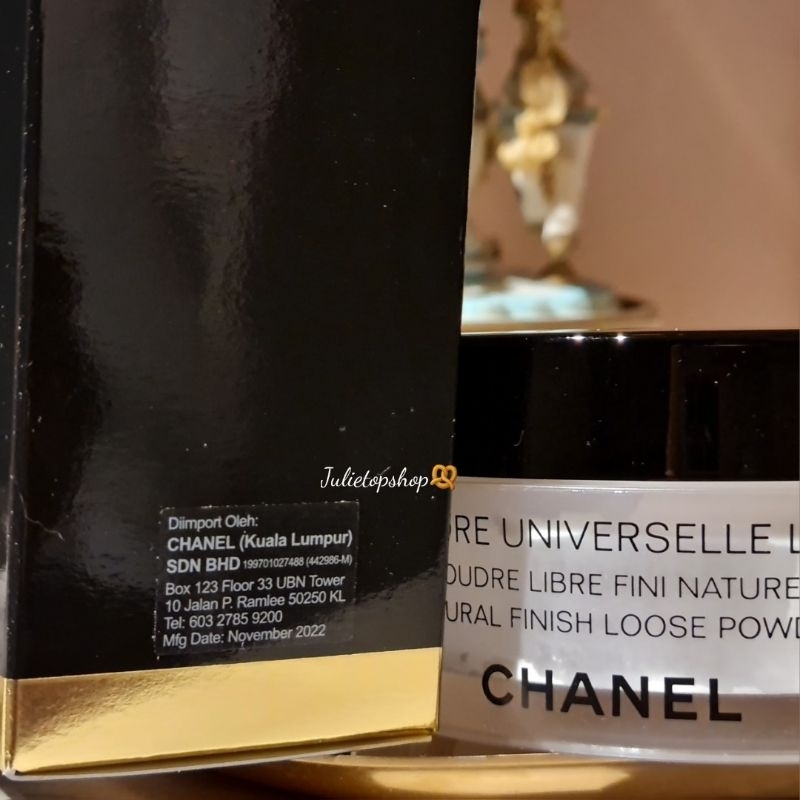 Julietopshop
Diimport Oleh:
CHANEL (Kuala Lumpur)
SDN BHD 199701027488 (442986-M)
Box 123 Floor 33 UBN Tower
10 Jalan P. Ramlee 50250 KL
Tel: 603 2785 9200
Mfg Date: November 2022
RE UNIVERSELLE L
OUDRE LIBRE FINI NATURE
URAL FINISH LOOSE POWD
CHANEL